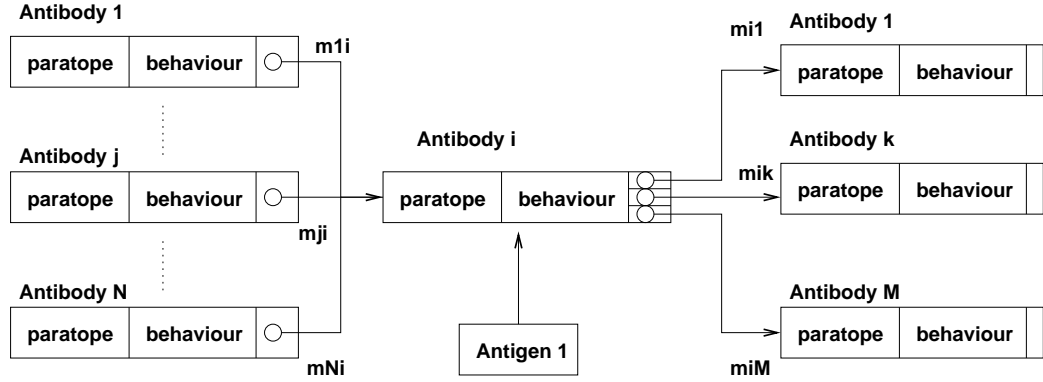 Antibody 1
m1i
paratope behaviour
Antibody j
paratope behaviour
mji
Antibody N
paratope behaviour
mNi
Antibody i
paratope behaviour
Antigen 1
mi1
Antibody 1
paratope behaviour
mik
Antibody k
paratope behaviour
Antibody M
paratope behaviour
miM